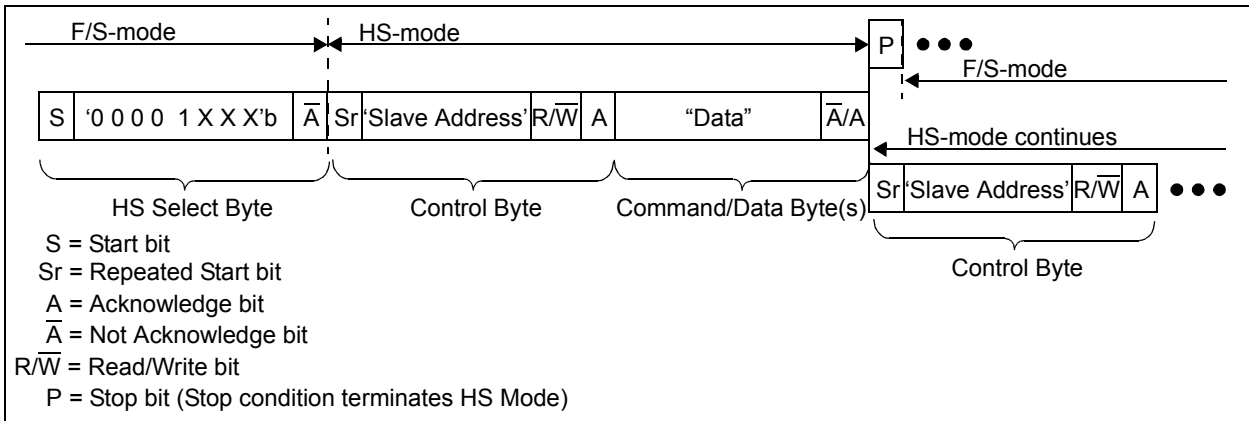 F/S-mode HS-mode P
F/S-mode
S ‘0 0 0 0 1 X X X’b A̅ Sr ‘Slave Address’ R/W̅ A “Data” A̅/A
HS-mode continues
Sr ‘Slave Address’ R/W̅ A
HS Select Byte Control Byte Command/Data Byte(s)
Control Byte
S = Start bit
Sr = Repeated Start bit
A = Acknowledge bit
A̅ = Not Acknowledge bit
R/W̅ = Read/Write bit
P = Stop bit (Stop condition terminates HS Mode)